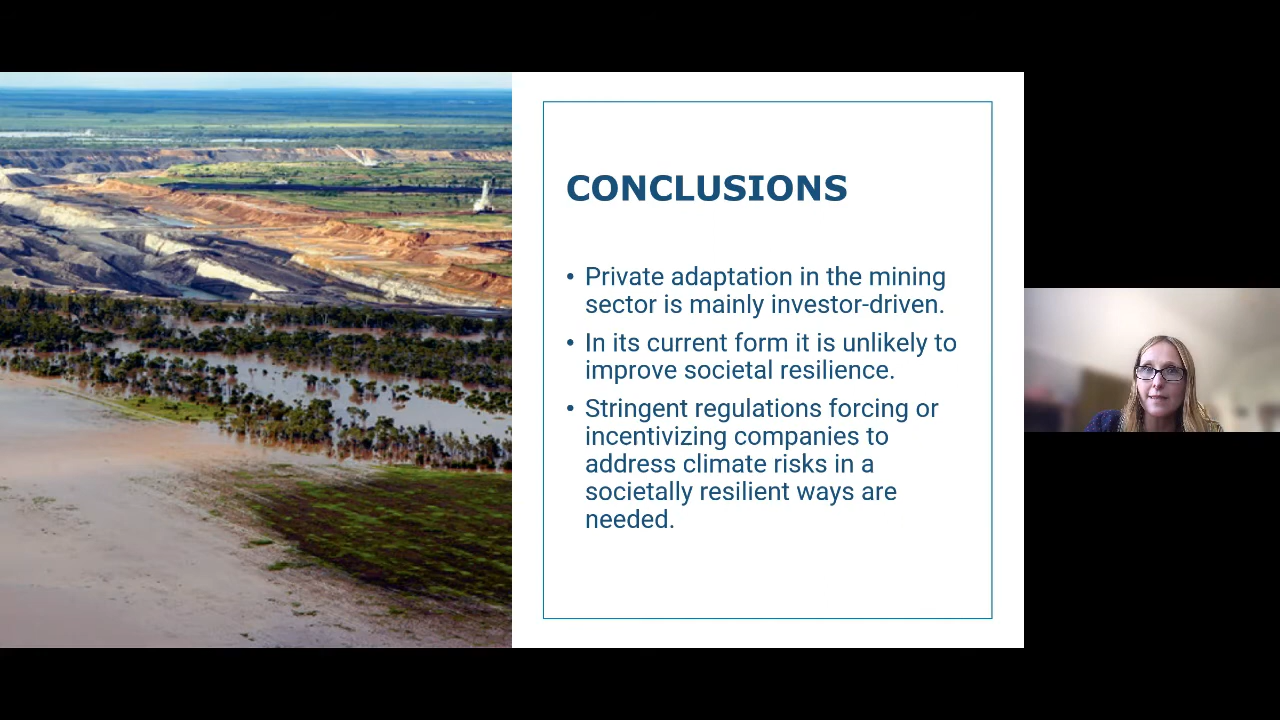 CONCLUSIONS
• Private adaptation in the mining
sector is mainly investor-driven.
• In its current form it is unlikely to
improve societal resilience.
• Stringent regulations forcing or
incentivizing companies to
address climate risks in a
societally resilient ways are
needed.